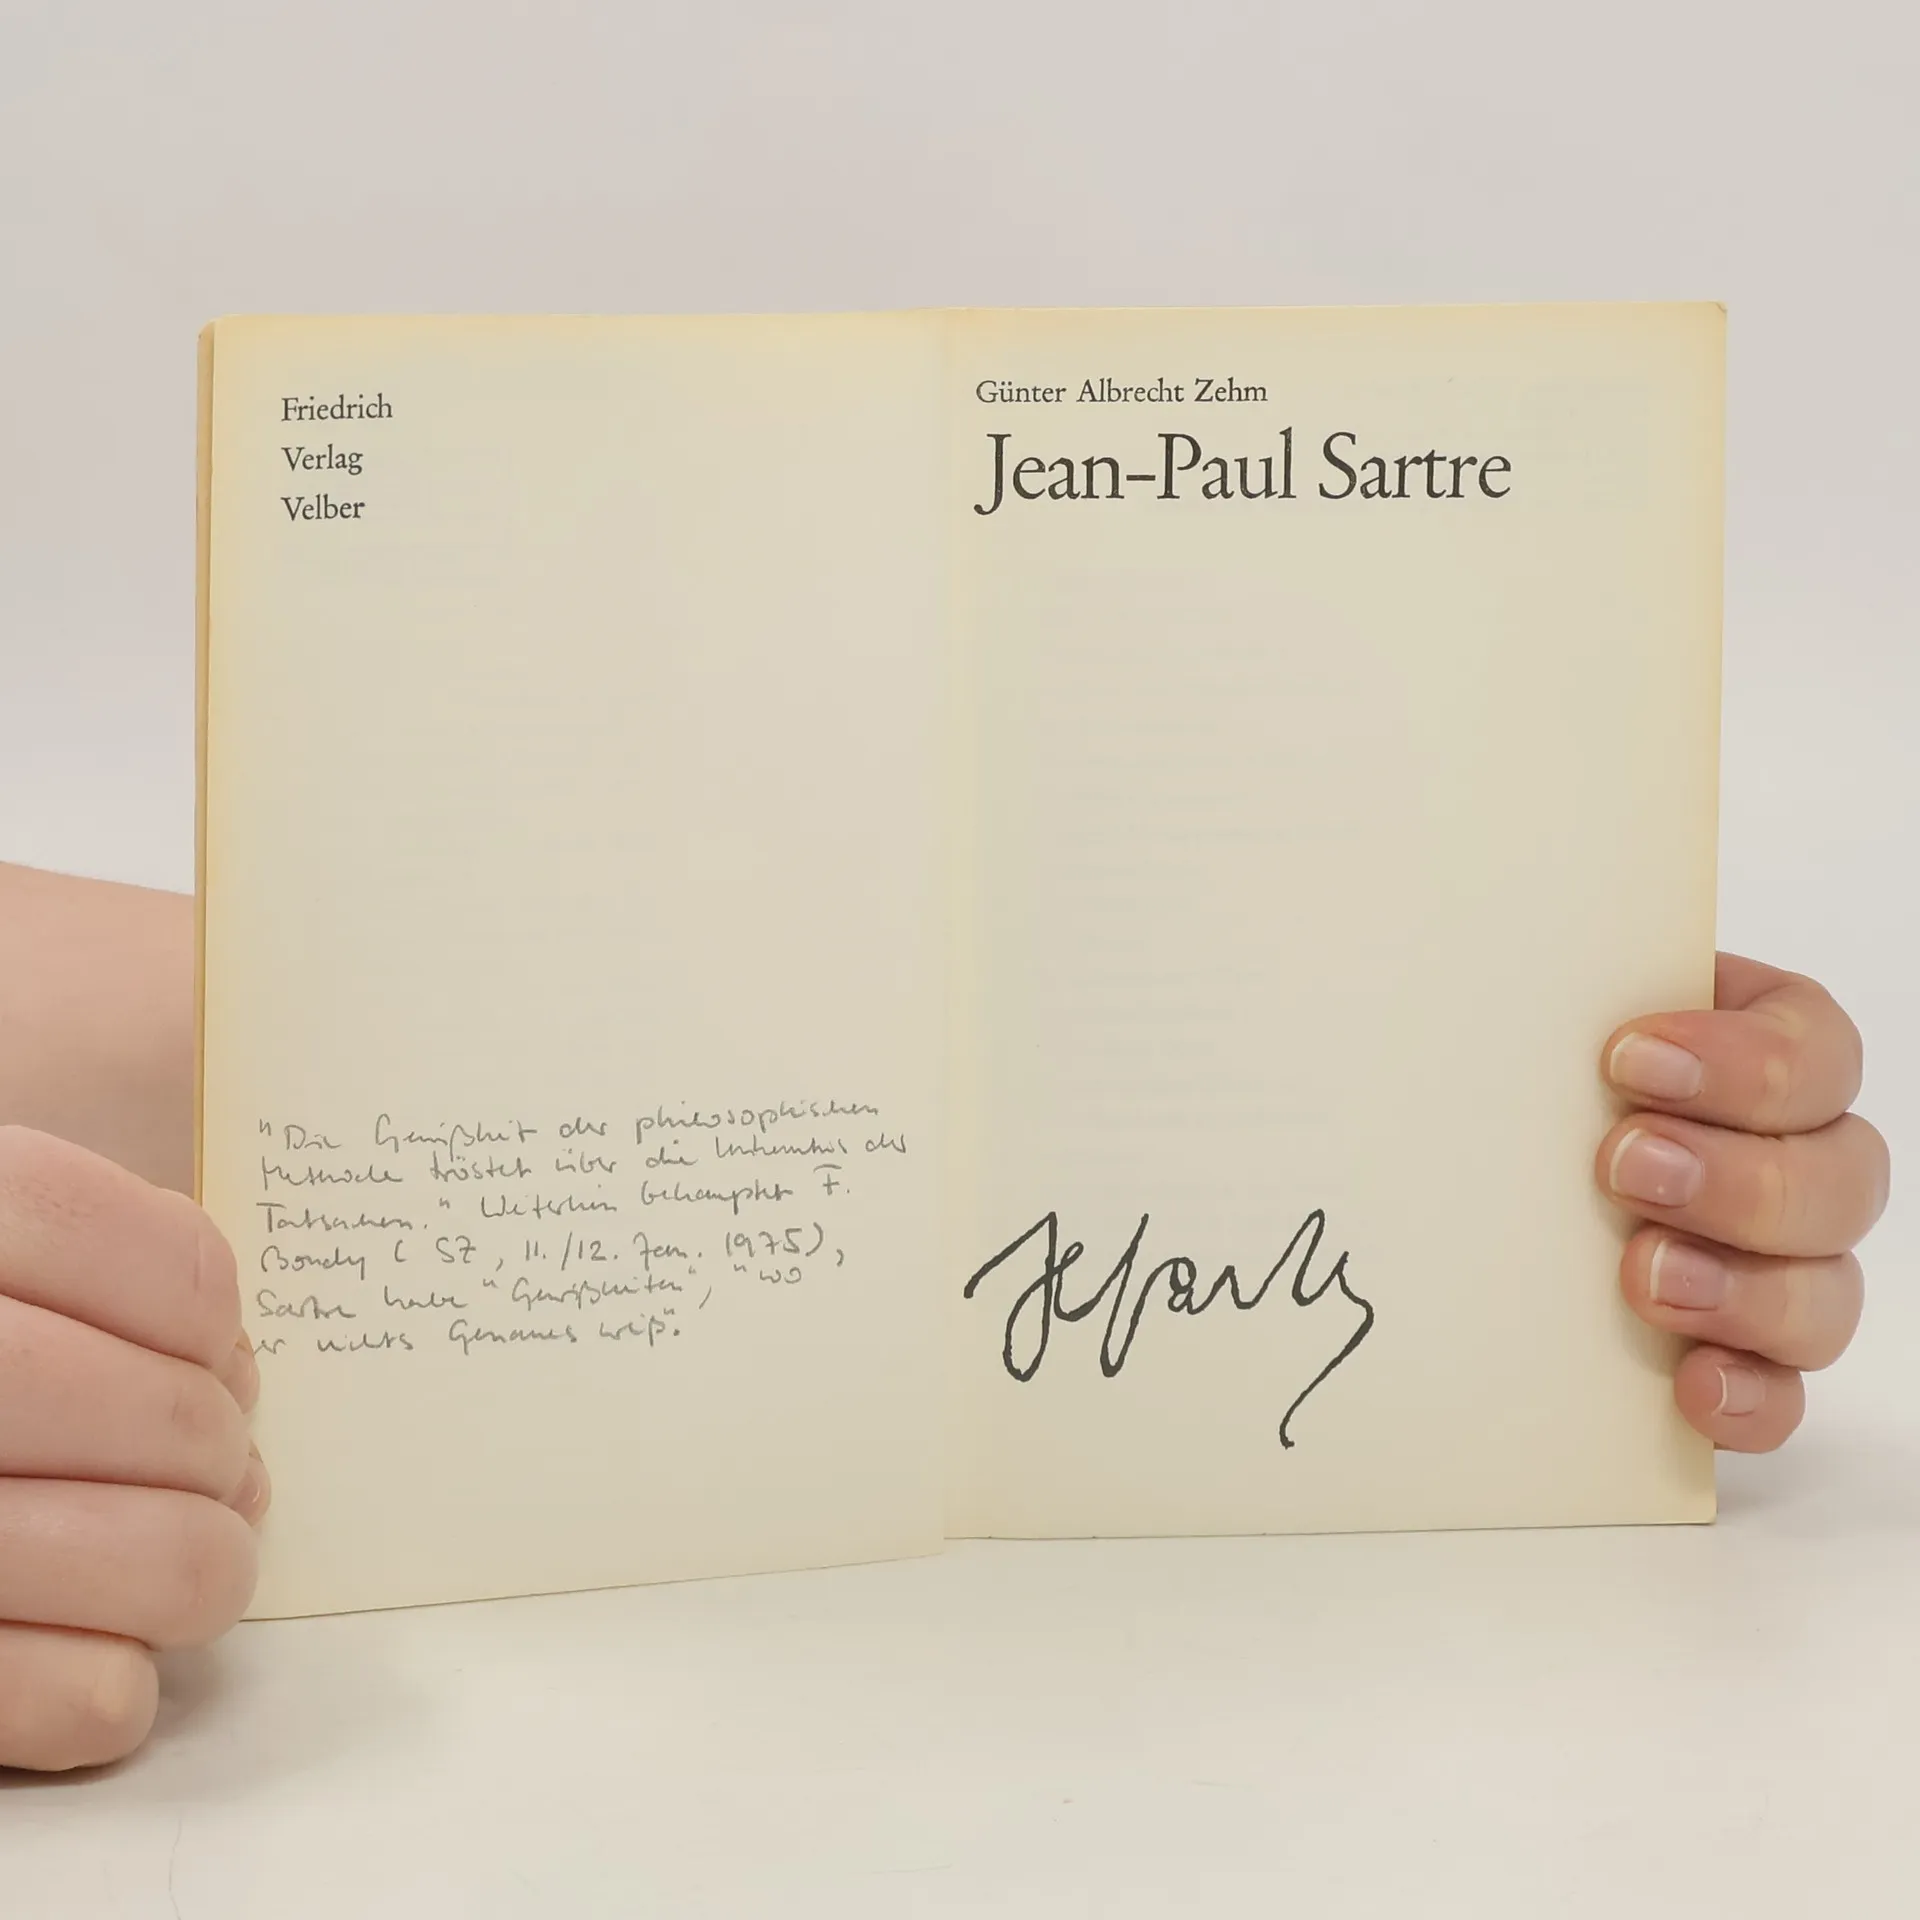 Friedrich
Verlag
Velber
"Die Gewißheit der philosophischen
Methode tröstet über die Unkenntnis der
Tatsachen." Weiterhin behauptet F.
Bondy (SZ, 11./12. Jan. 1975),
Sartre habe "Gewißheiten", "wo
er nichts Genaues weiß."
Günter Albrecht Zehm
Jean-Paul Sartre
JPSartre